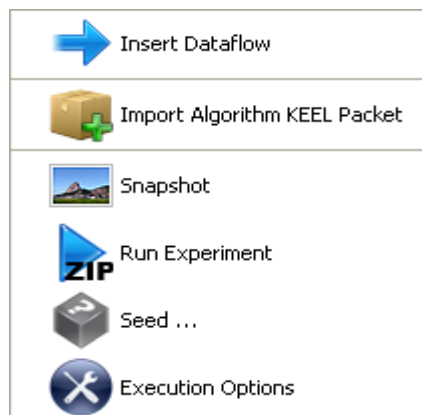 Insert Dataflow
Import Algorithm KEEL Packet
Snapshot
ZIP Run Experiment
?
Seed ...
Execution Options